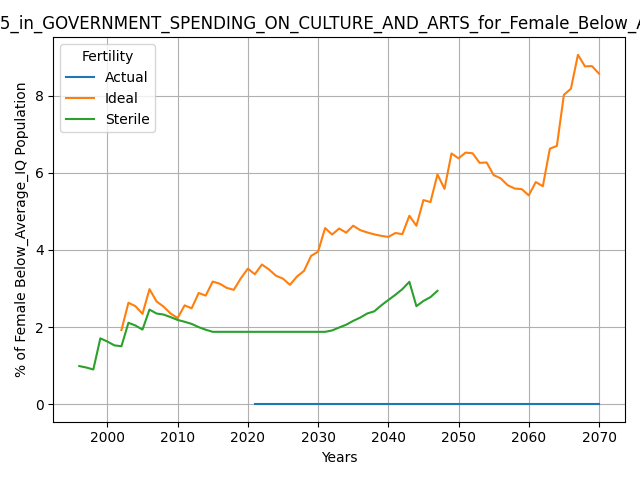 5_in_GOVERNMENT_SPENDING_ON_CULTURE_AND_ARTS_for_Female_Below_A
Fertility
Actual
Ideal
Sterile
% of Female Below_Average_IQ Population
8
6
4
2
0
2000 2010 2020 2030 2040 2050 2060 2070
Years